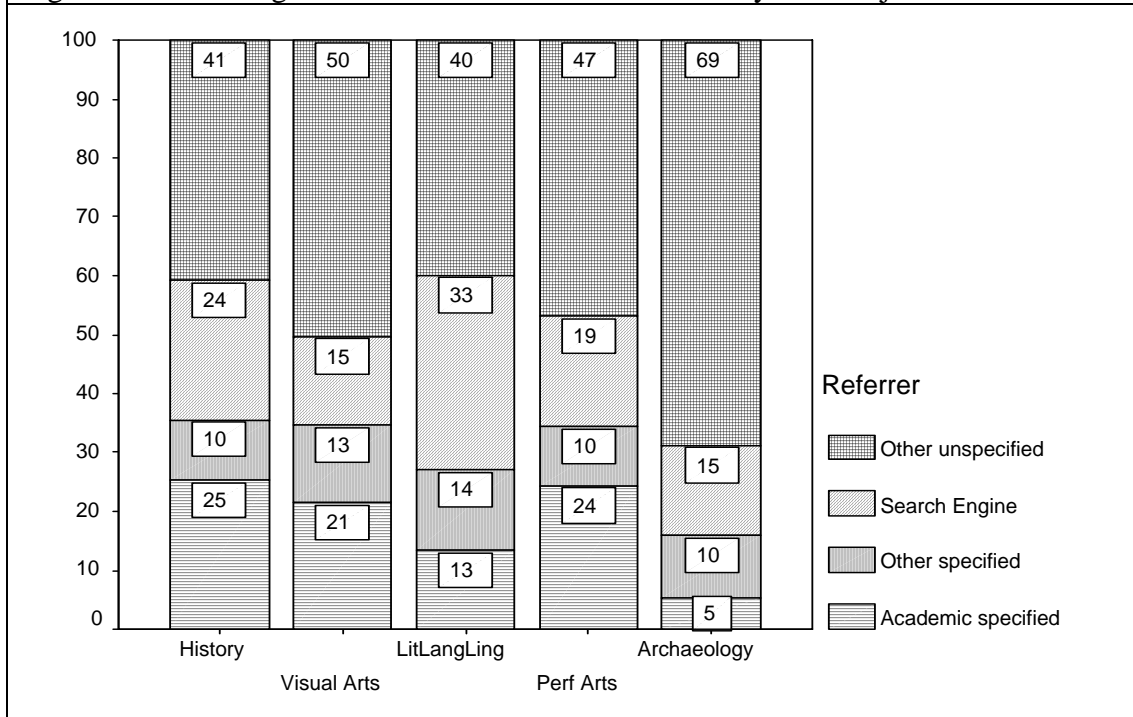 100
90
80
70
60
50
40
30
20
10
0
41 50 40 47 69
24 15 33 19 15
10 13 14 10 10
25 21 13 24 5
History LitLangLing Archaeology
Visual Arts Perf Arts
Referrer
Other unspecified
Search Engine
Other specified
Academic specified